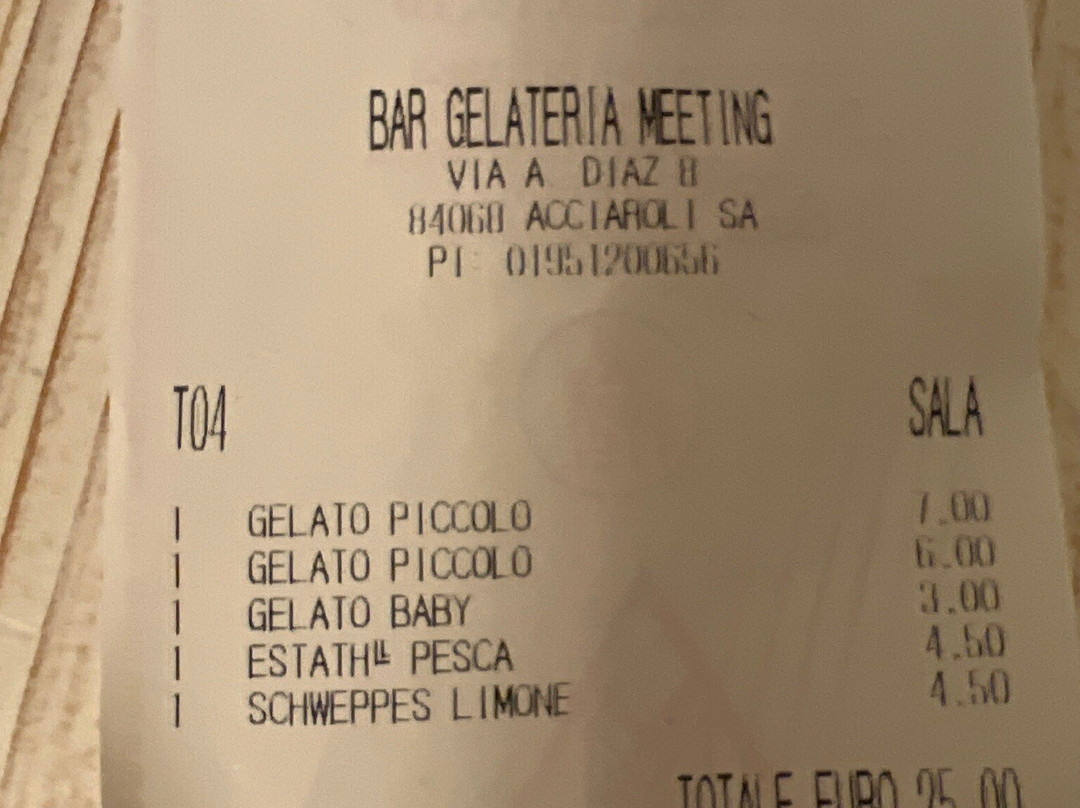 BAR GELATERIA MEETING
VIA A. DIAZ 8
84068 ACCIAROLI SA
PI: 01951200656
T04 SALA
1 GELATO PICCOLO 7.00
1 GELATO PICCOLO 6.00
1 GELATO BABY 3.00
1 ESTATH╚ PESCA 4.50
1 SCHWEPPES LIMONE 4.50
TOTALE EURO 25.00